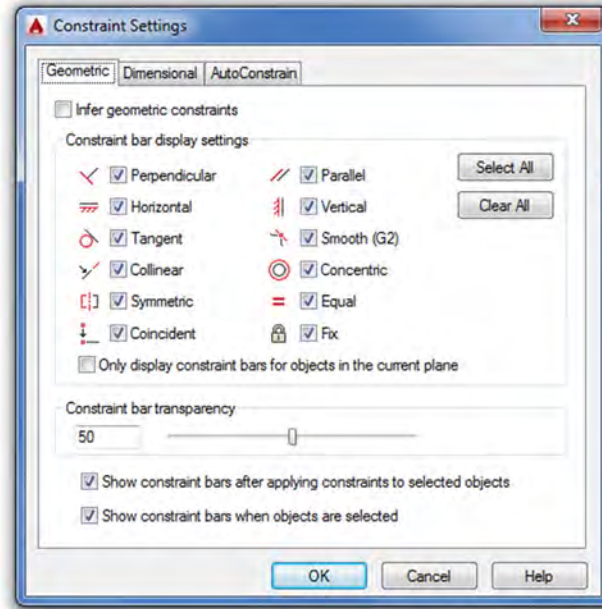 Constraint Settings
Geometric Dimensional AutoConstrain
Infer geometric constraints
Constraint bar display settings
Perpendicular Parallel Select All
Horizontal Vertical Clear All
Tangent Smooth (G2)
Collinear Concentric
Symmetric Equal
Coincident Fix
Only display constraint bars for objects in the current plane
Constraint bar transparency
50
Show constraint bars after applying constraints to selected objects
Show constraint bars when objects are selected
OK Cancel Help